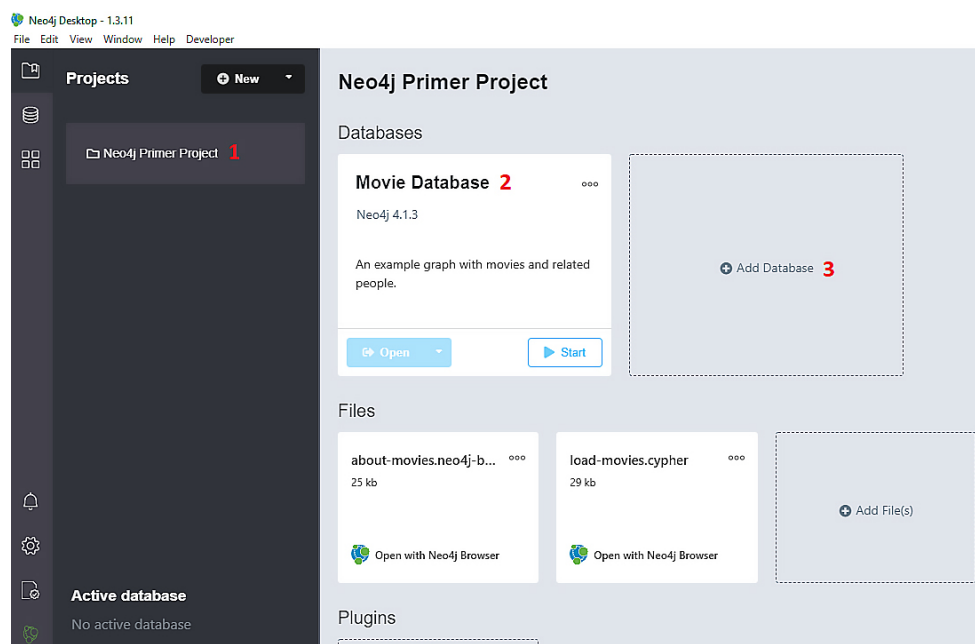 Neo4j Desktop - 1.3.11
File Edit View Window Help Developer
Projects
New
Neo4j Primer Project 1
Neo4j Primer Project
Databases
Movie Database 2
Neo4j 4.1.3
An example graph with movies and related
people.
Open
Start
Add Database 3
Files
about-movies.neo4j-b...
25 kb
Open with Neo4j Browser
load-movies.cypher
29 kb
Open with Neo4j Browser
Add File(s)
Plugins
Active database
No active database